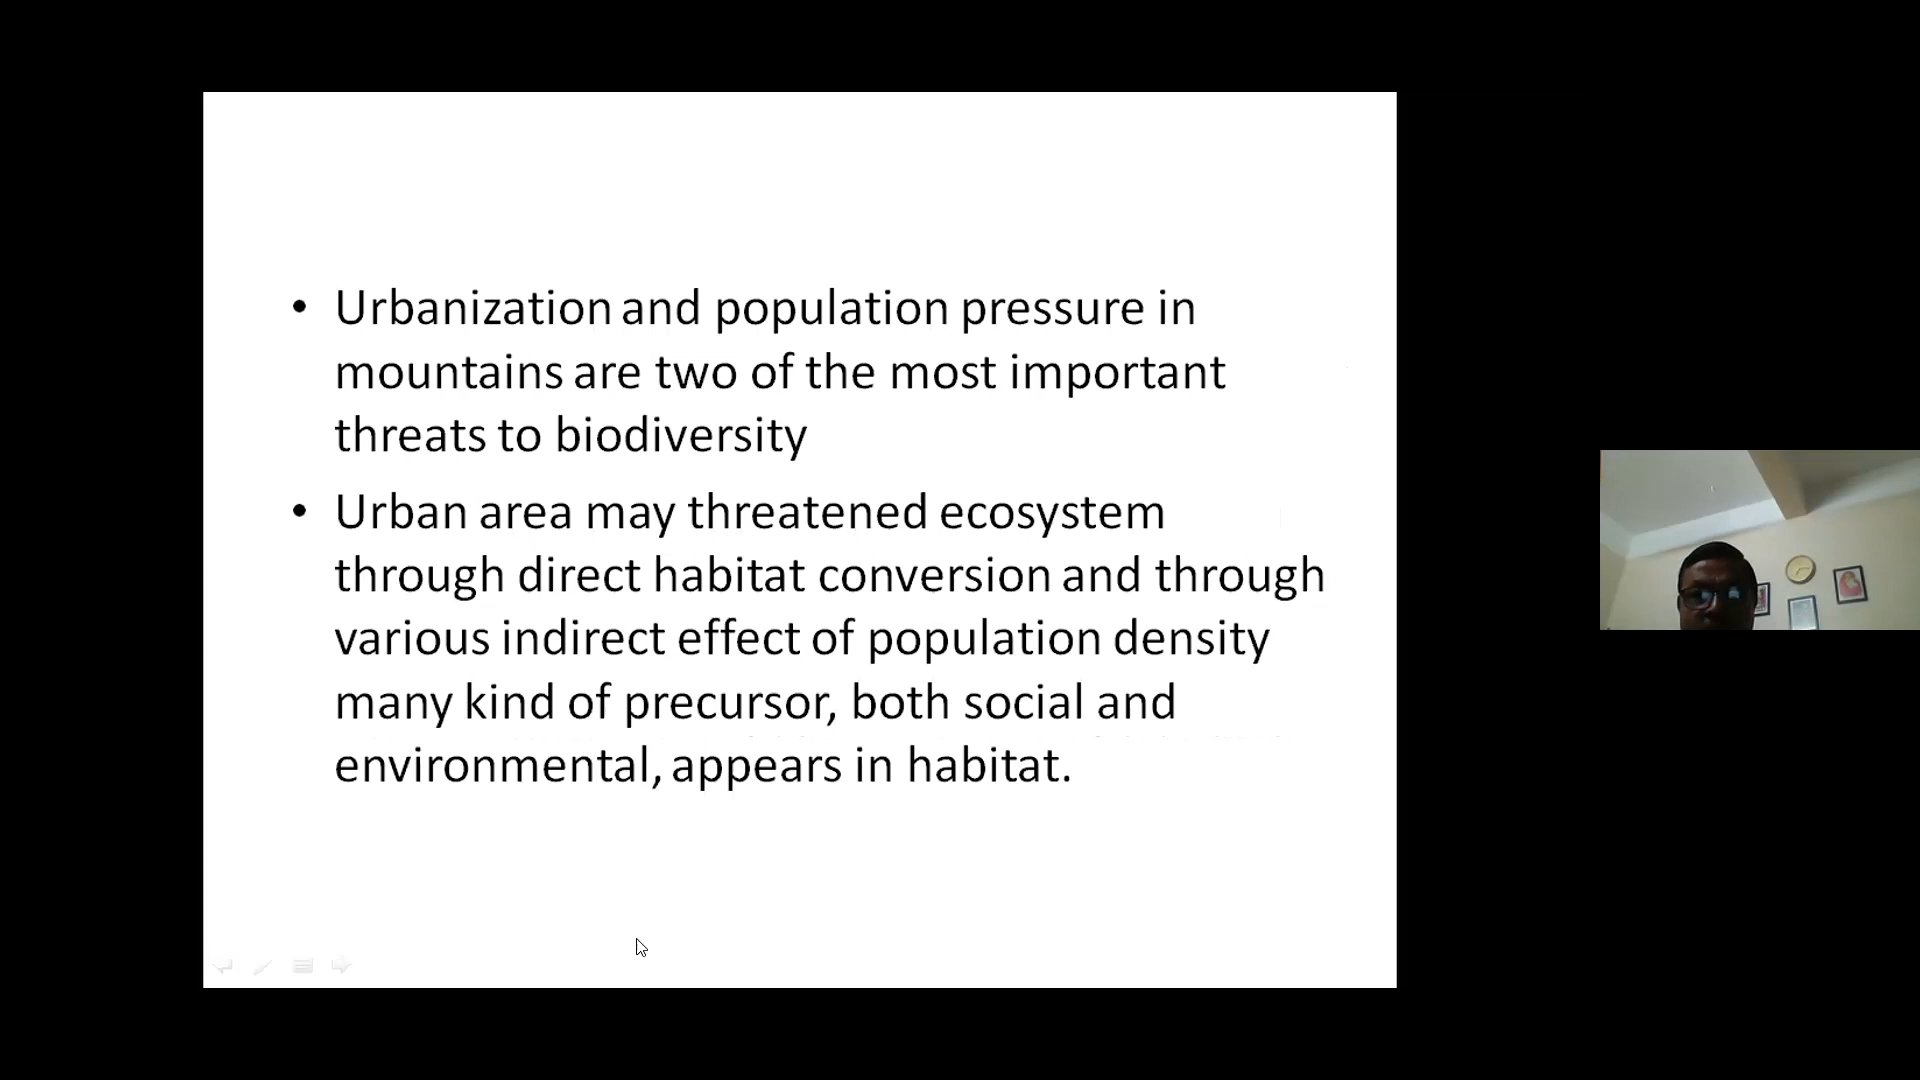 • Urbanization and population pressure in
mountains are two of the most important
threats to biodiversity
• Urban area may threatened ecosystem
through direct habitat conversion and through
various indirect effect of population density
many kind of precursor, both social and
environmental, appears in habitat.